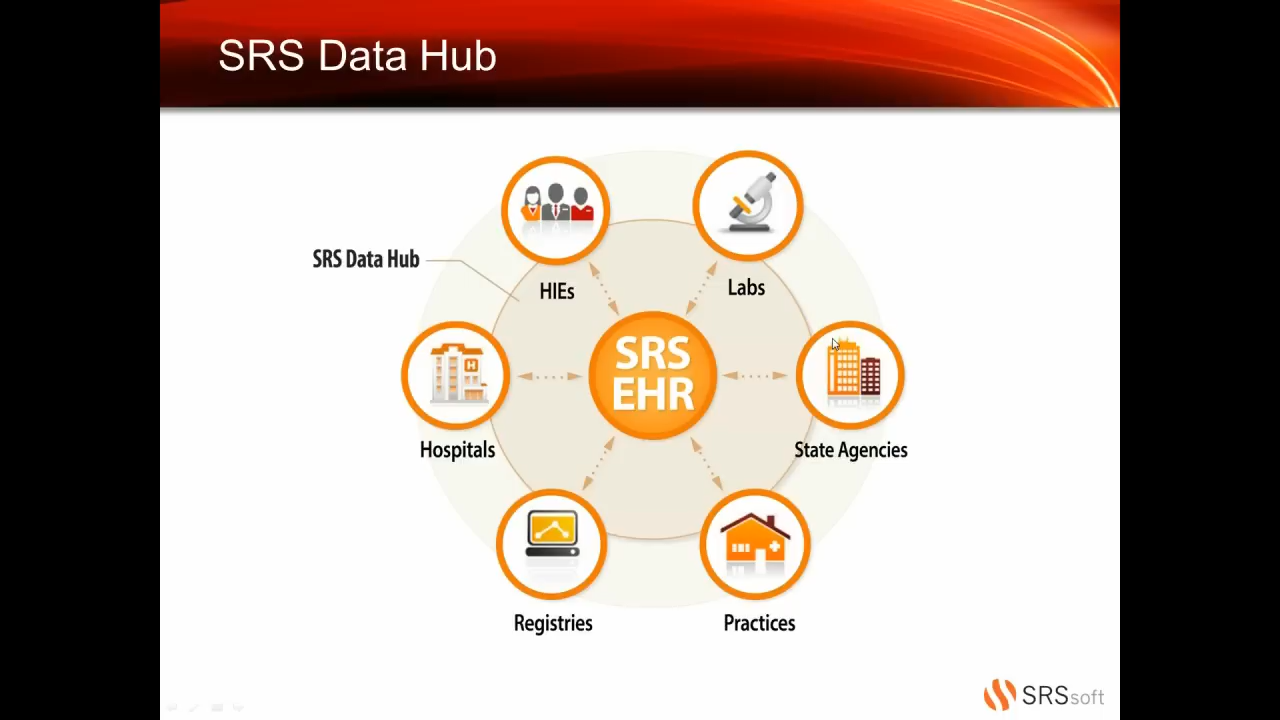 SRS Data Hub
SRS Data Hub
HIEs
Labs
SRS
EHR
H
Hospitals
State Agencies
Registries
Practices
SRSsoft